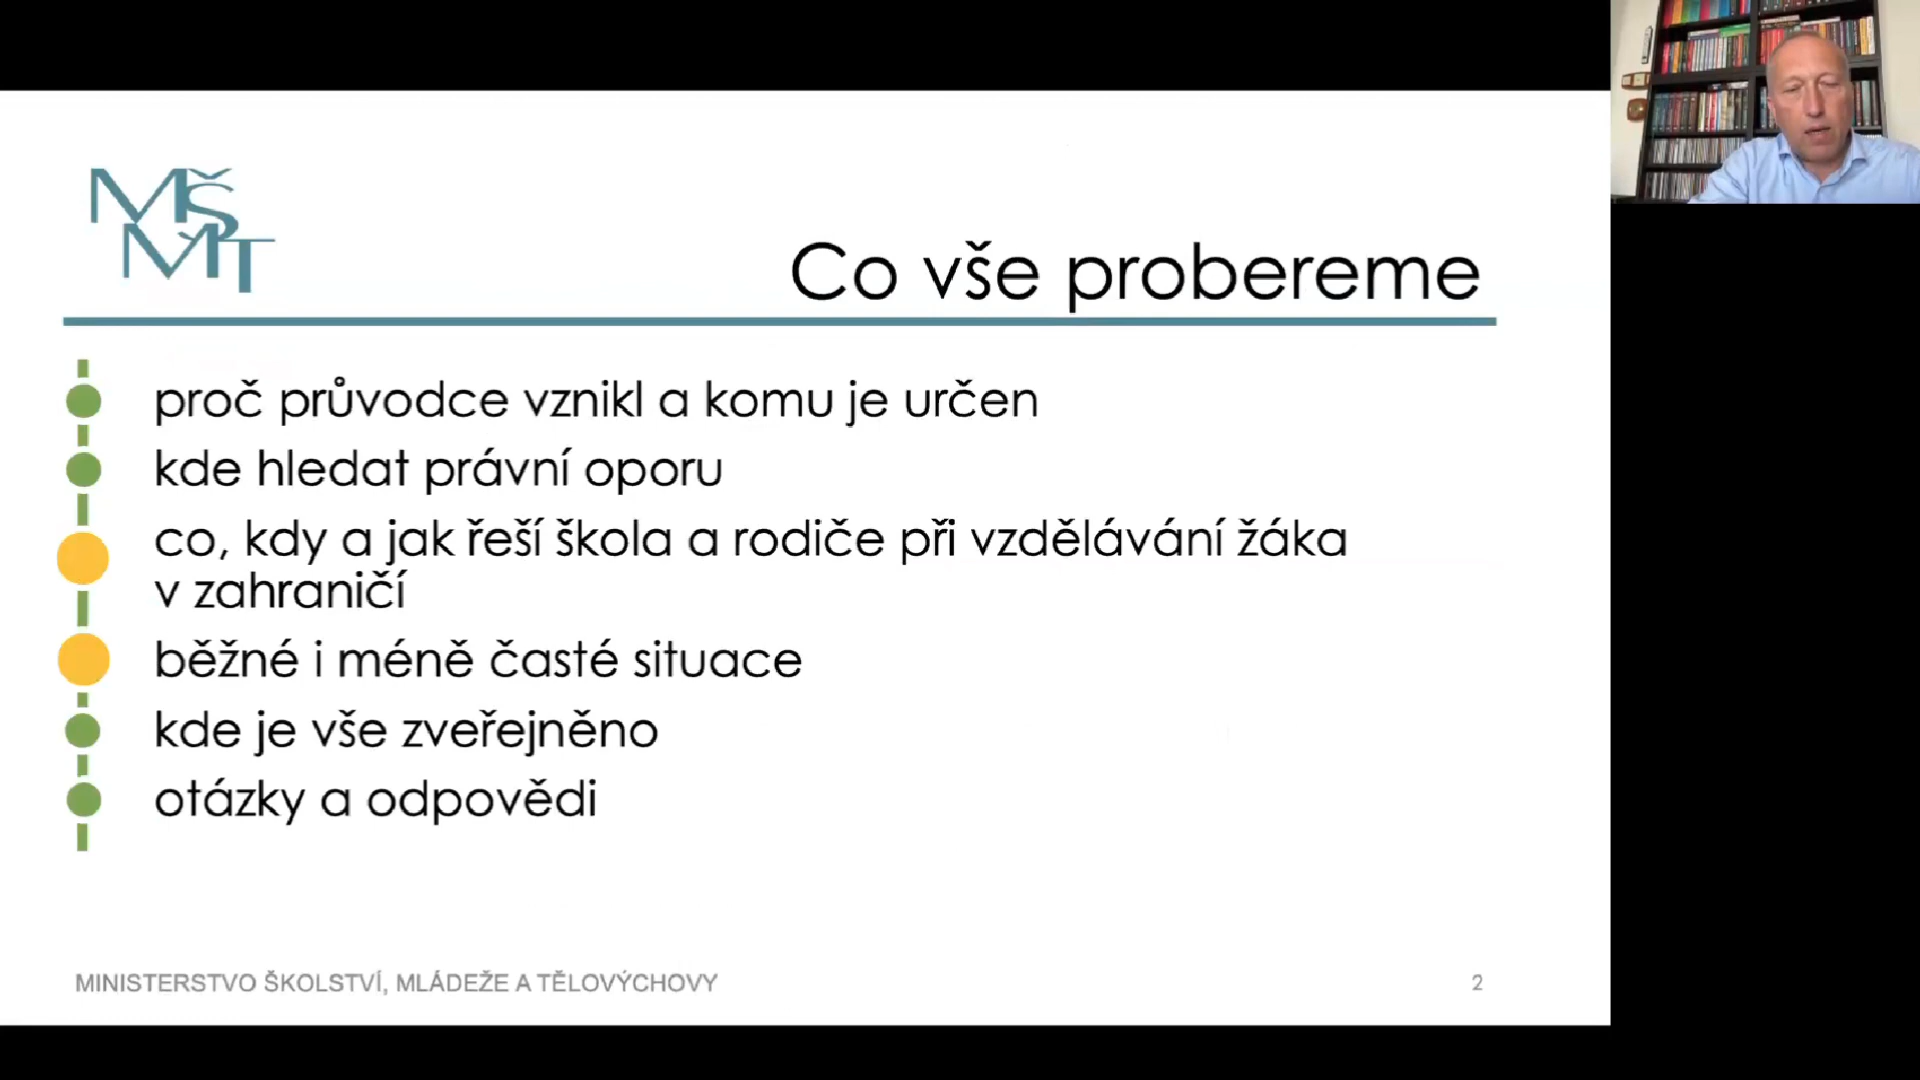 MŠ
MT
Co vše probereme
proč průvodce vznikl a komu je určen
kde hledat právní oporu
co, kdy a jak řeší škola a rodiče při vzdělávání žáka
v zahraničí
běžné i méně časté situace
kde je vše zveřejněno
otázky a odpovědi
MINISTERSTVO ŠKOLSTVÍ, MLÁDEŽE A TĚLOVÝCHOVY
2